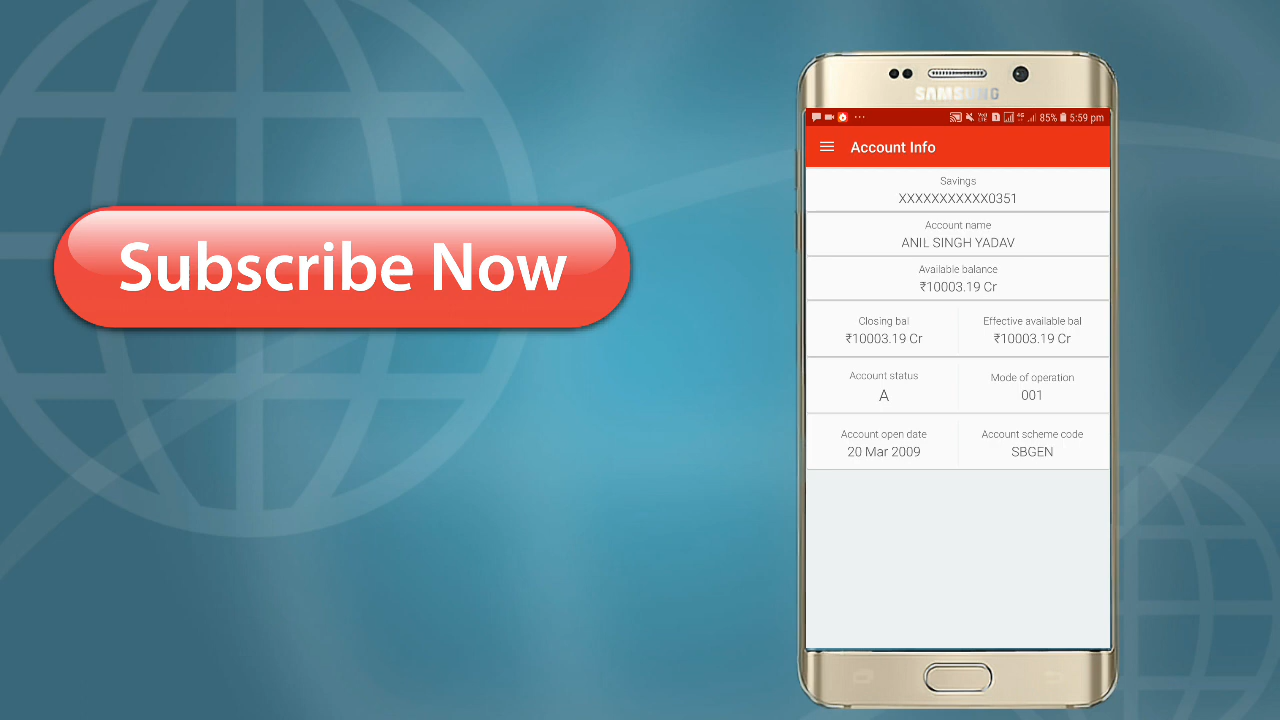 Subscribe Now
SAMSUNG
85% 5:59 pm
Account Info
Savings
XXXXXXXXXXX0351
Account name
ANIL SINGH YADAV
Available balance
₹10003.19 Cr
Closing bal
₹10003.19 Cr
Effective available bal
₹10003.19 Cr
Account status
A
Mode of operation
001
Account open date
20 Mar 2009
Account scheme code
SBGEN